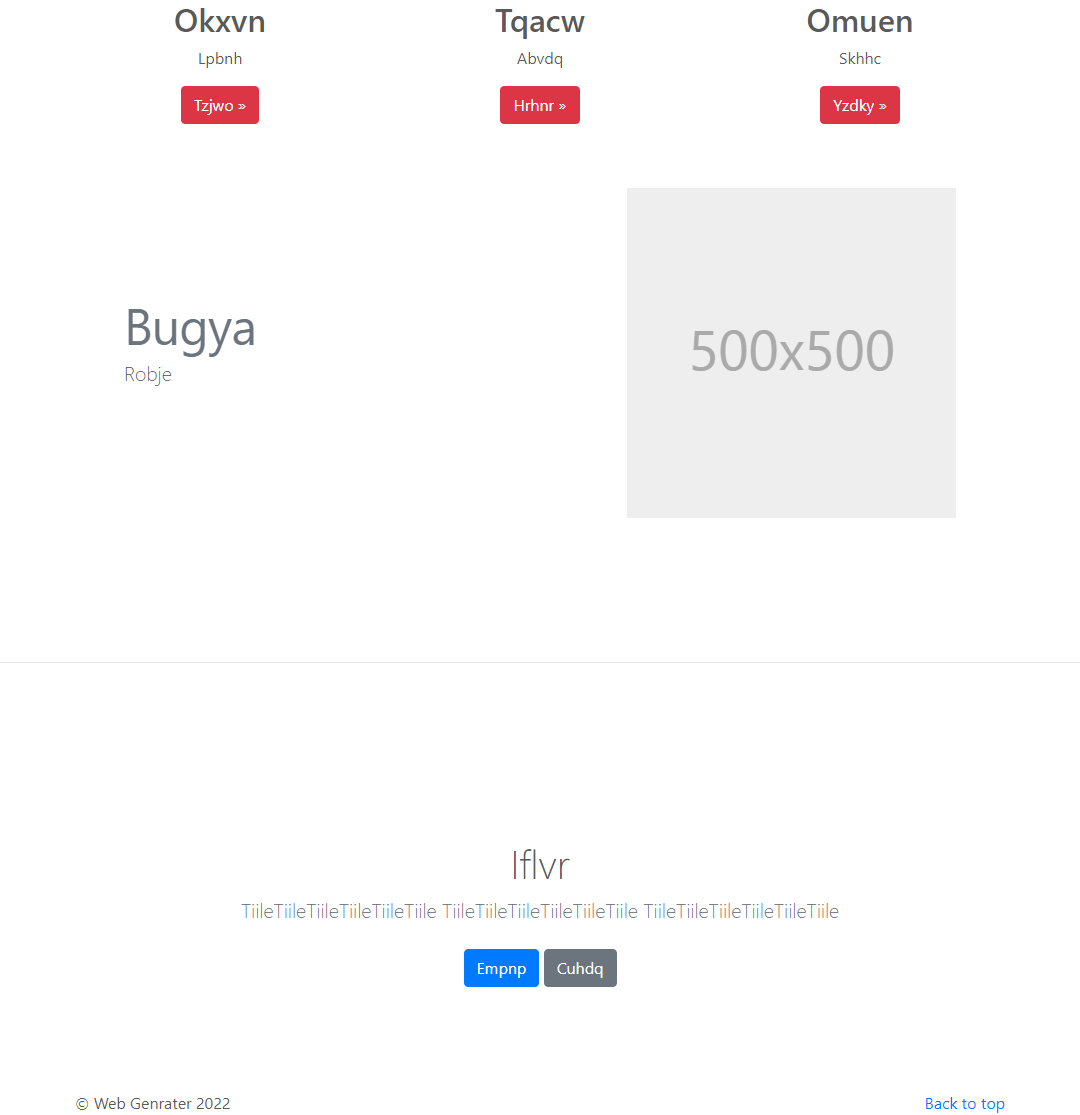 Okxvn Tqacw Omuen
Lpbnh Abvdq Skhhc
Tzjwo » Hrhnr » Yzdky »
Bugya
Robje
500x500
Iflvr
TiileTiileTiileTiileTiileTiile TiileTiileTiileTiileTiileTiile TiileTiileTiileTiileTiileTiile
Empnp Cuhdq
© Web Genrater 2022 Back to top